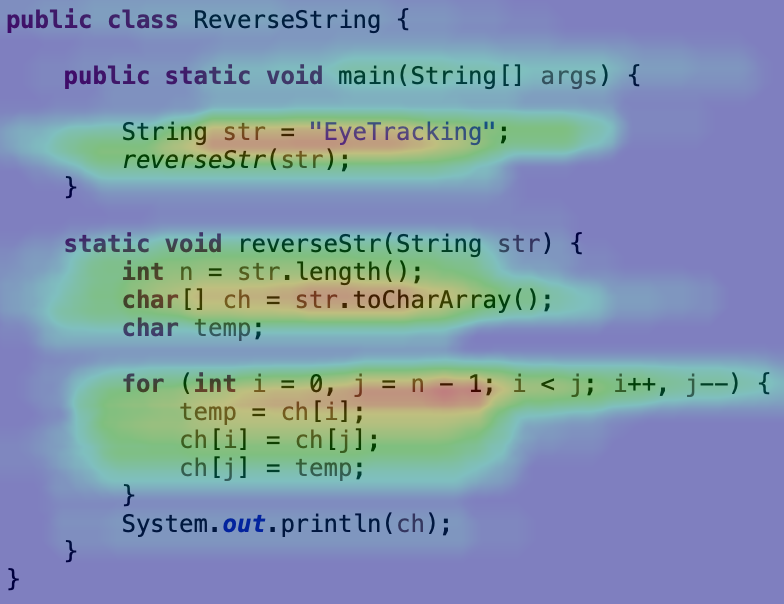 public class ReverseString {
public static void main(String[] args) {
String str = "EyeTracking";
reverseStr(str);
}
static void reverseStr(String str) {
int n = str.length();
char[] ch = str.toCharArray();
char temp;
for (int i = 0, j = n - 1; i < j; i++, j--) {
temp = ch[i];
ch[i] = ch[j];
ch[j] = temp;
}
System.out.println(ch);
}
}